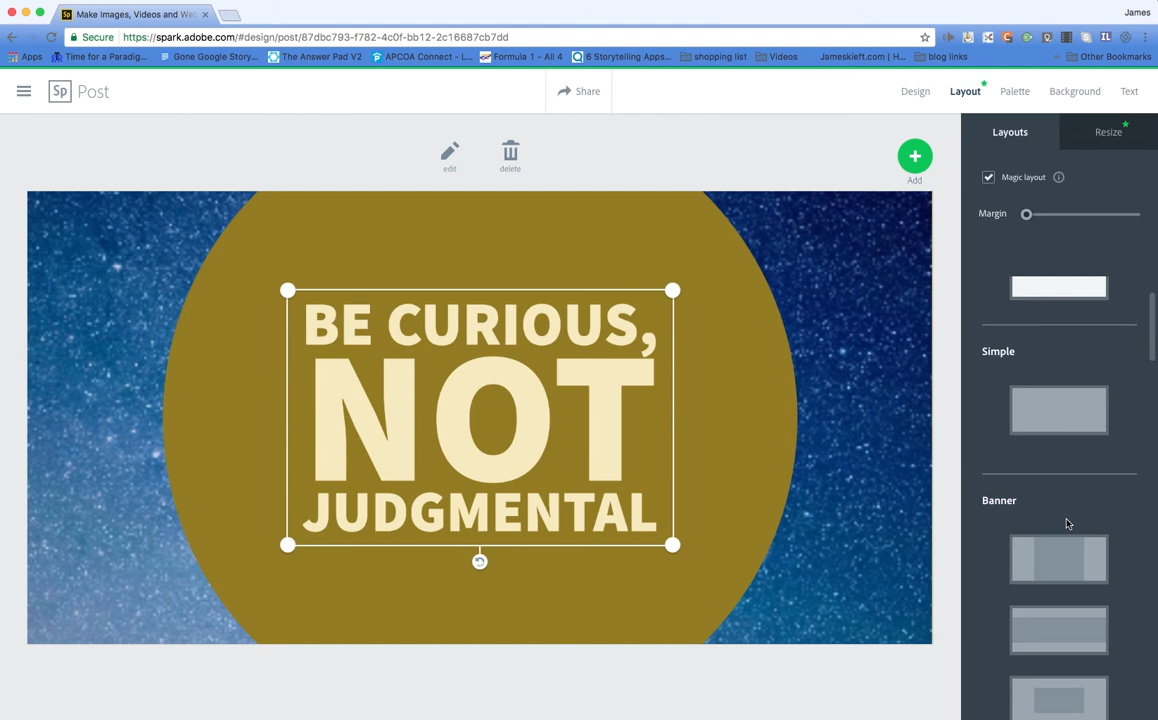 Make Images, Videos and Web
James
Secure https://spark.adobe.com/#design/post/87dbc793-f782-4c0f-bb12-2c16687cb7dd
Apps Time for a Paradig... Gone Google Story... The Answer Pad V2 APCOA Connect - L... Formula 1 - All 4 6 Storytelling Apps... shopping list Videos Jameskieft.com | H... blog links Other Bookmarks
Sp Post Share Design Layout Palette Background Text
Layouts Resize
edit delete Add
Magic layout
Margin
BE CURIOUS,
NOT
JUDGMENTAL
Simple
Banner